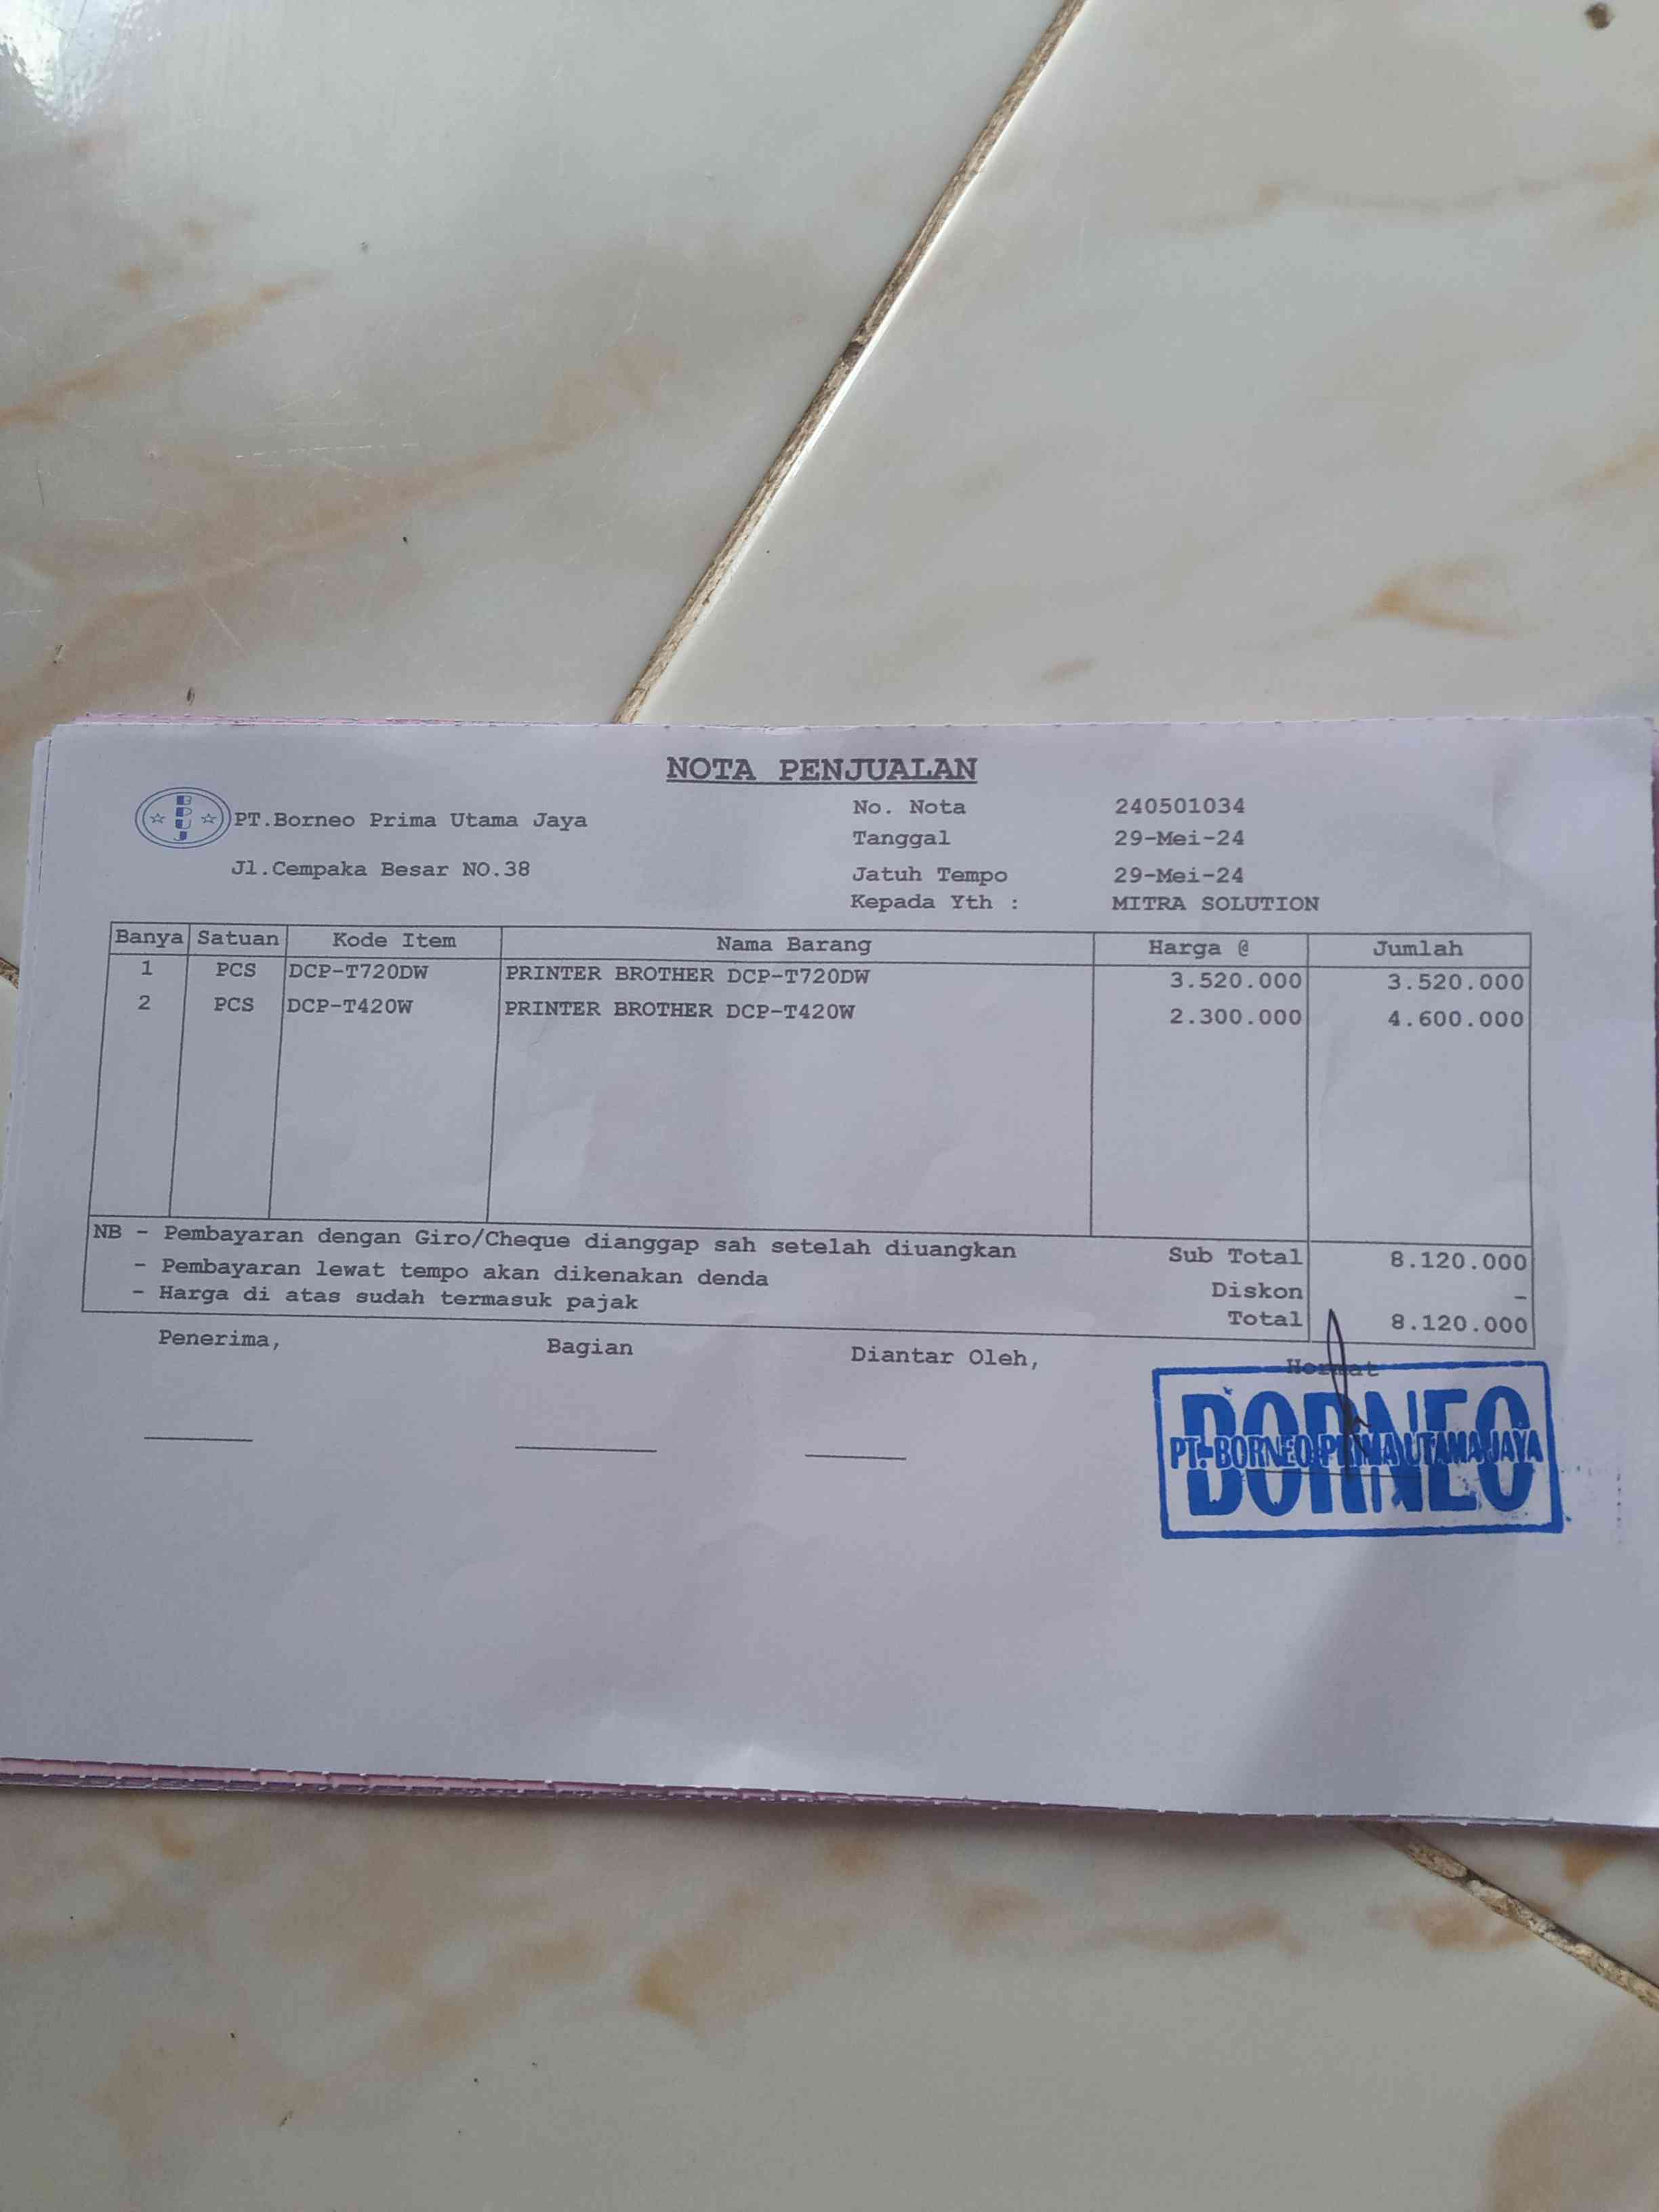 NOTA PENJUALAN
BPUJ
PT.Borneo Prima Utama Jaya
Jl.Cempaka Besar NO.38
No. Nota 240501034
Tanggal 29-Mei-24
Jatuh Tempo 29-Mei-24
Kepada Yth : MITRA SOLUTION
Banya Satuan Kode Item Nama Barang Harga @ Jumlah
1 PCS DCP-T720DW PRINTER BROTHER DCP-T720DW 3.520.000 3.520.000
2 PCS DCP-T420W PRINTER BROTHER DCP-T420W 2.300.000 4.600.000
NB - Pembayaran dengan Giro/Cheque dianggap sah setelah diuangkan
- Pembayaran lewat tempo akan dikenakan denda
- Harga di atas sudah termasuk pajak
Sub Total 8.120.000
Diskon -
Total 8.120.000
Penerima, Bagian Diantar Oleh, Hormat
BORNEO
PT. BORNEO PRIMA UTAMA JAYA